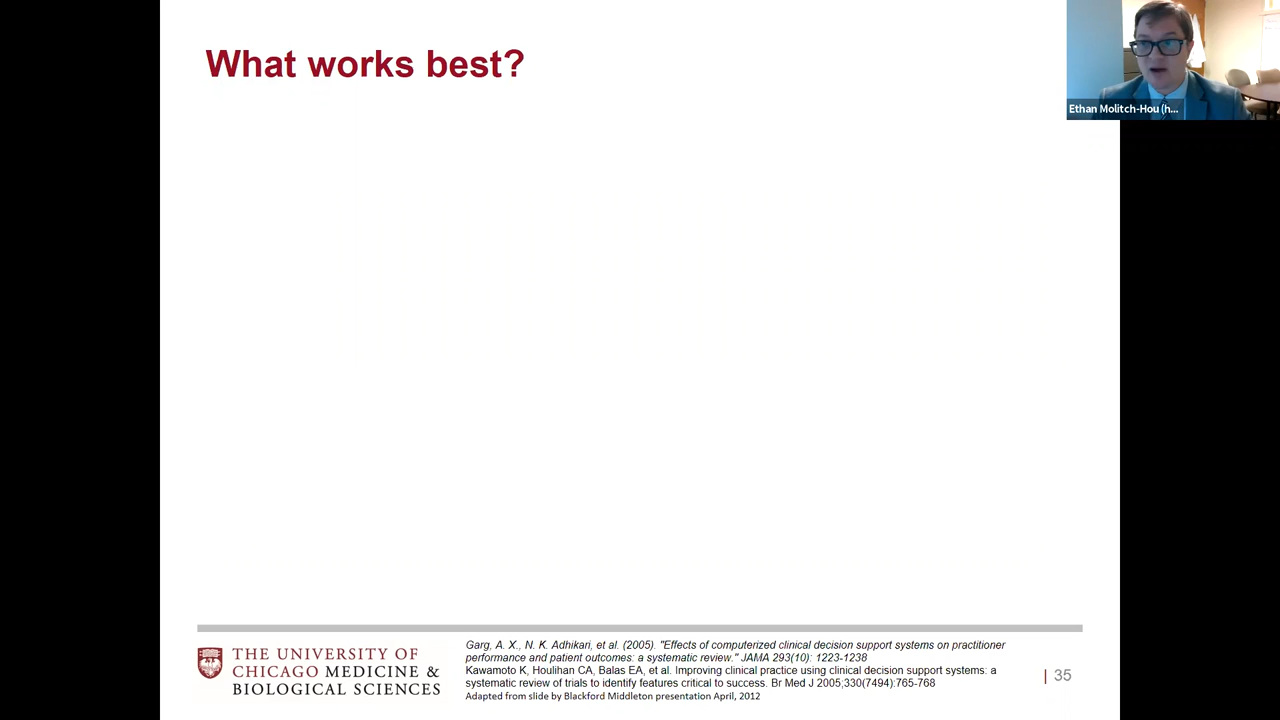 What works best?
Ethan Molitch-Hou (h...
Garg, A. X., N. K. Adhikari, et al. (2005). "Effects of computerized clinical decision support systems on practitioner
performance and patient outcomes: a systematic review." JAMA 293(10): 1223-1238
Kawamoto K, Houlihan CA, Balas EA, et al. Improving clinical practice using clinical decision support systems: a
systematic review of trials to identify features critical to success. Br Med J 2005;330(7494):765-768
Adapted from slide by Blackford Middleton presentation April, 2012
THE UNIVERSITY OF
CHICAGO MEDICINE &
BIOLOGICAL SCIENCES
| 35